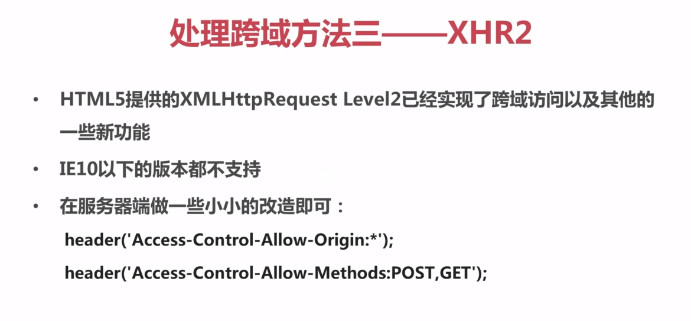 处理跨域方法三——XHR2
• HTML5提供的XMLHttpRequest Level2已经实现了跨域访问以及其他的
一些新功能
• IE10以下的版本都不支持
• 在服务器端做一些小小的改造即可：
header('Access-Control-Allow-Origin:*');
header('Access-Control-Allow-Methods:POST,GET');